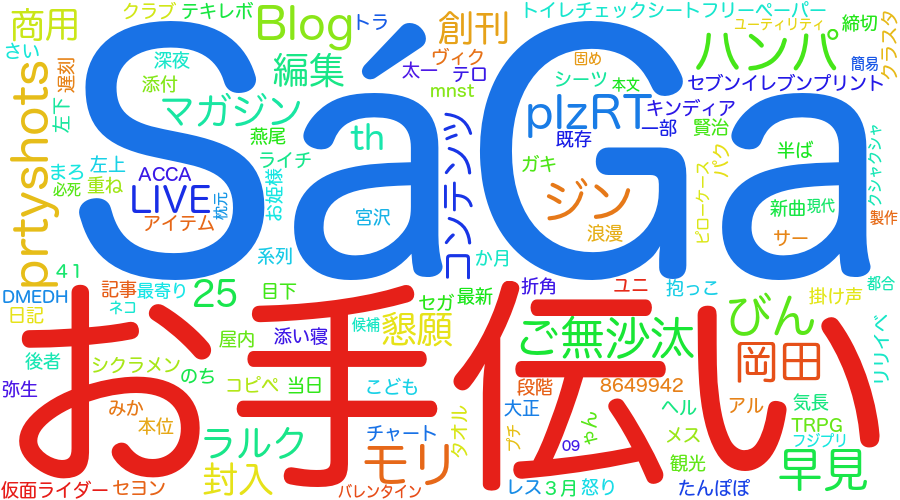 クラブ テキレボ トラ トイレチェックシートフリーペーパー
商用 Blog 創刊 ユーティリティ 締切
さい 深夜 編集 ヴィク ハンパ 簡易 クラスタ
遅刻 添付 太一 テロ シーツ 固め
prtyshots mnst 本文 セブンイレブンプリント
左下 マガジン plzRT キンディア
SáGa
燕尾 th コンテンツ 既存 一部 賢治
まろ 左上 ライチ ガキ パク 半ば クシャクシャ
必死 重ね ACCA お姫様 ピローケース
LIVE 枕元 ジン 新曲 現代
アイテム 宮沢 浪漫 サー 製作
系列 か月
41 記事 最寄り 25 目下 折角 ユニ 抱っこ 都合
DMEDH ネコ セガ 最新 掛け声
日記 添い寝 候補 懇願 ご無沙汰 びん
お手伝い
後者 シクラメン 屋内 岡田 リリイベ
弥生 のち コピペ 当日 こども 段階 8649942
みか 本位 タオル プチ 大正 ゃん ヘル アル 気長
ラルク チャート 09 メス TRPG
封入 モリ 観光 フジプリ 早見
仮面ライダー セヨン バレンタイン レス 3月 怒り たんぽぽ